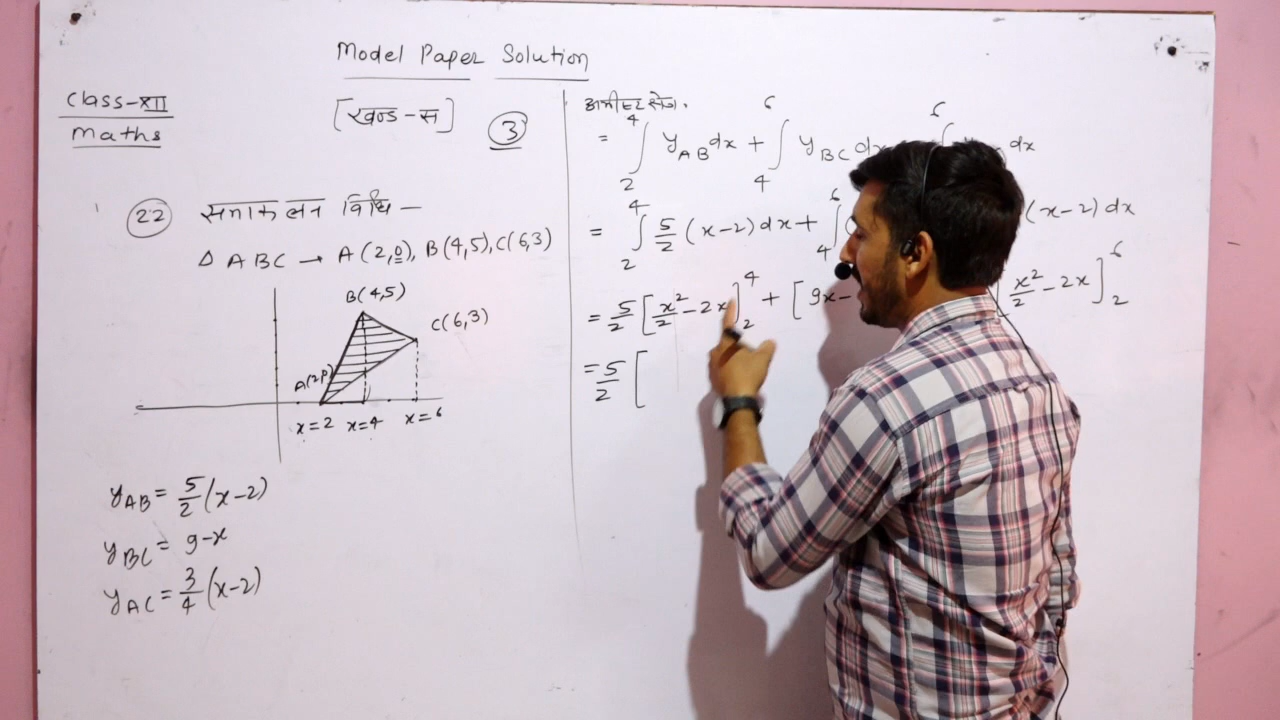 Model Paper Solution
Class-XII
Maths
[खण्ड-स]
3
22 समाकलन विधि –
Δ ABC → A(2,0), B(4,5), C(6,3)
B(4,5)
C(6,3)
A(2,0)
x=2 x=4 x=6
y_AB = 5/2 (x-2)
y_BC = 9-x
y_AC = 3/4 (x-2)
= ∫_2^4 y_AB dx + ∫_4^6 y_BC dx
= ∫_2^4 5/2 (x-2) dx + ∫_4^6 (x-2) dx
= 5/2 [x²/2 - 2x]_2^4 + [9x- x²/2 - 2x]_2^6
= 5/2 [